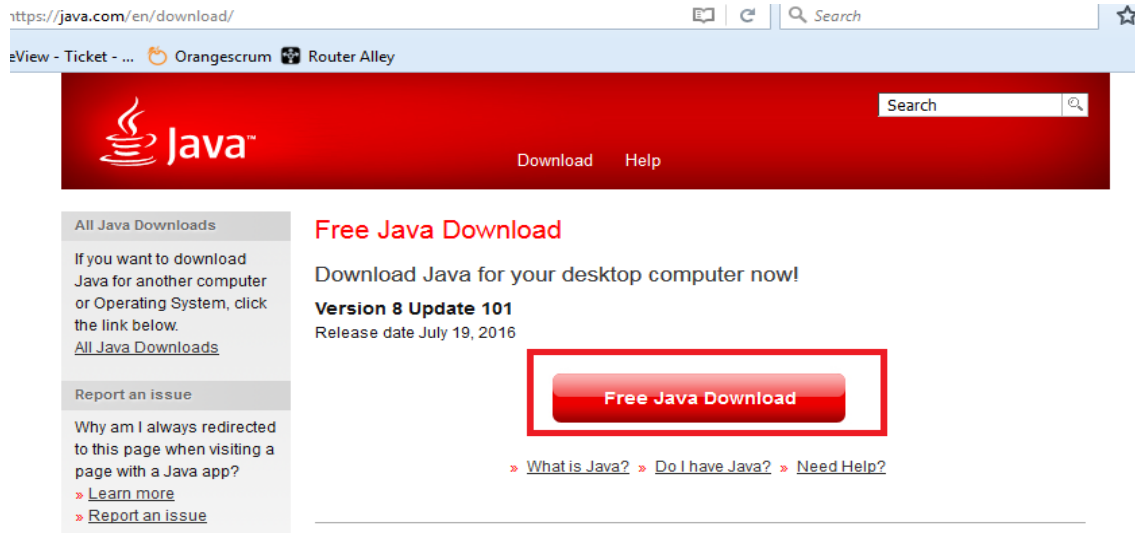 https://java.com/en/download/
Search
eView - Ticket - ... Orangescrum Router Alley
Java™
Search
Download Help
All Java Downloads
If you want to download
Java for another computer
or Operating System, click
the link below.
All Java Downloads
Report an issue
Why am I always redirected
to this page when visiting a
page with a Java app?
» Learn more
» Report an issue
Free Java Download
Download Java for your desktop computer now!
Version 8 Update 101
Release date July 19, 2016
Free Java Download
» What is Java? » Do I have Java? » Need Help?